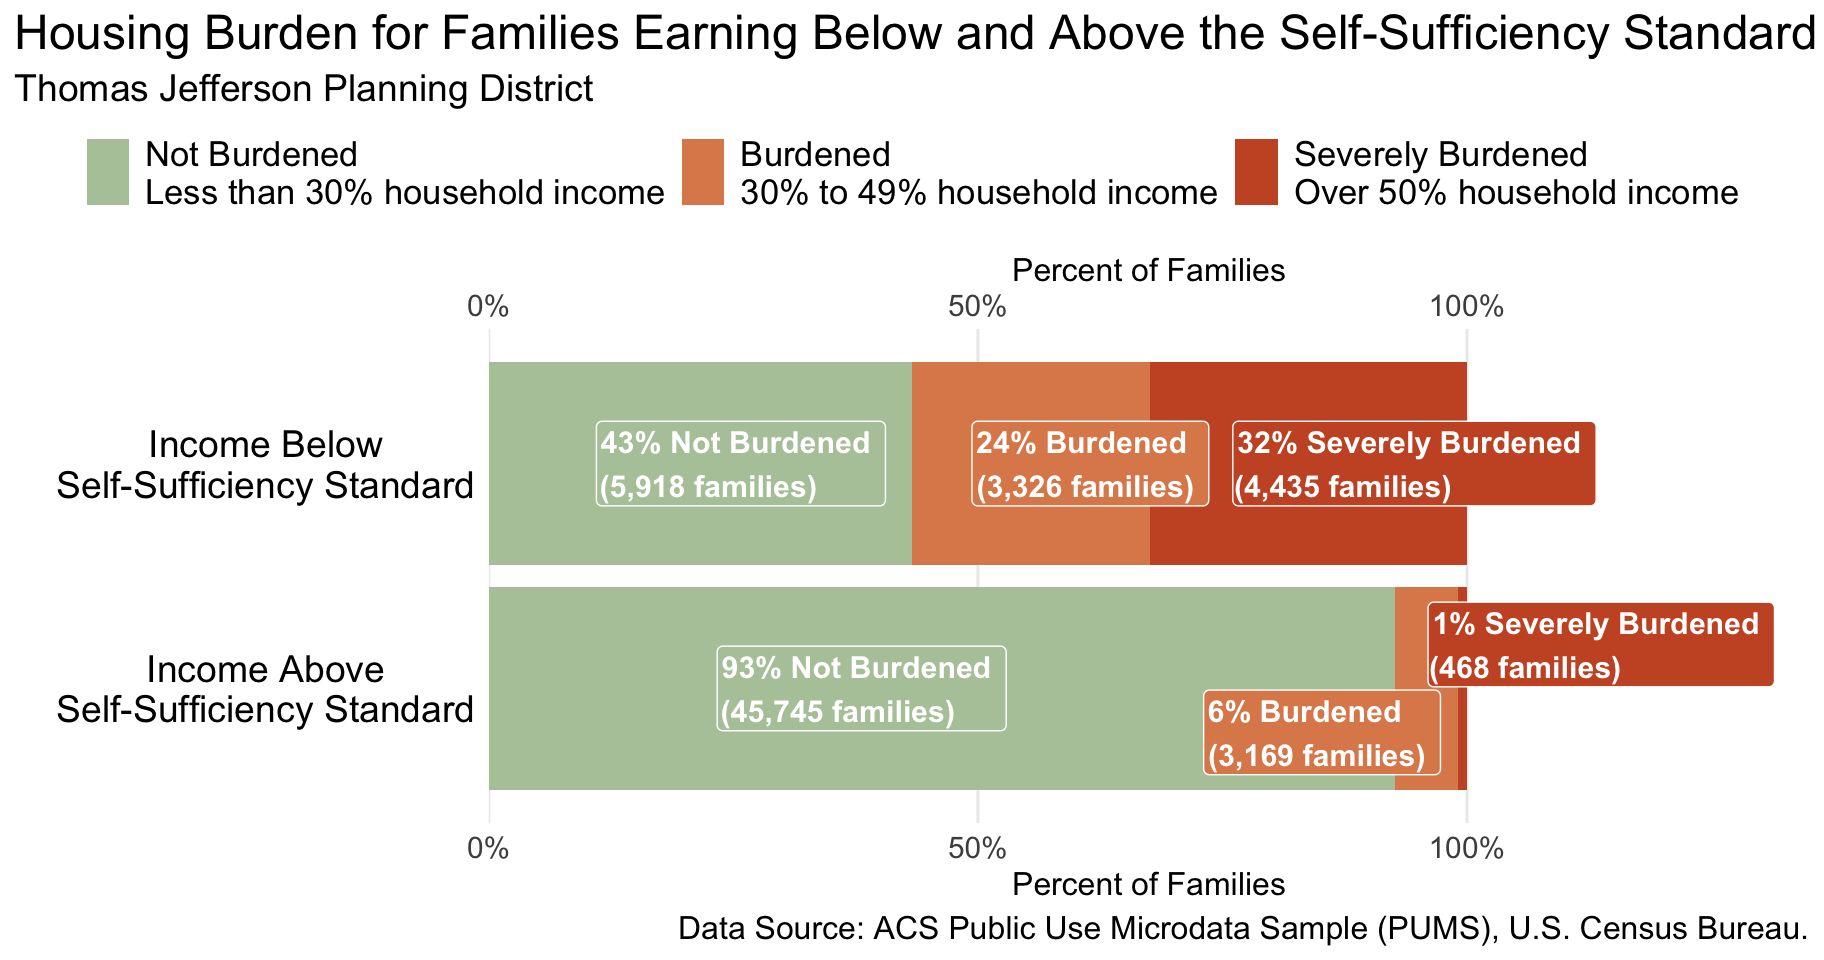 Housing Burden for Families Earning Below and Above the Self-Sufficiency Standard
Thomas Jefferson Planning District
Not Burdened
Less than 30% household income
Burdened
30% to 49% household income
Severely Burdened
Over 50% household income
Percent of Families
0% 50% 100%
Income Below
Self-Sufficiency Standard
43% Not Burdened
(5,918 families)
24% Burdened
(3,326 families)
32% Severely Burdened
(4,435 families)
Income Above
Self-Sufficiency Standard
93% Not Burdened
(45,745 families)
6% Burdened
(3,169 families)
1% Severely Burdened
(468 families)
0% 50% 100%
Percent of Families
Data Source: ACS Public Use Microdata Sample (PUMS), U.S. Census Bureau.